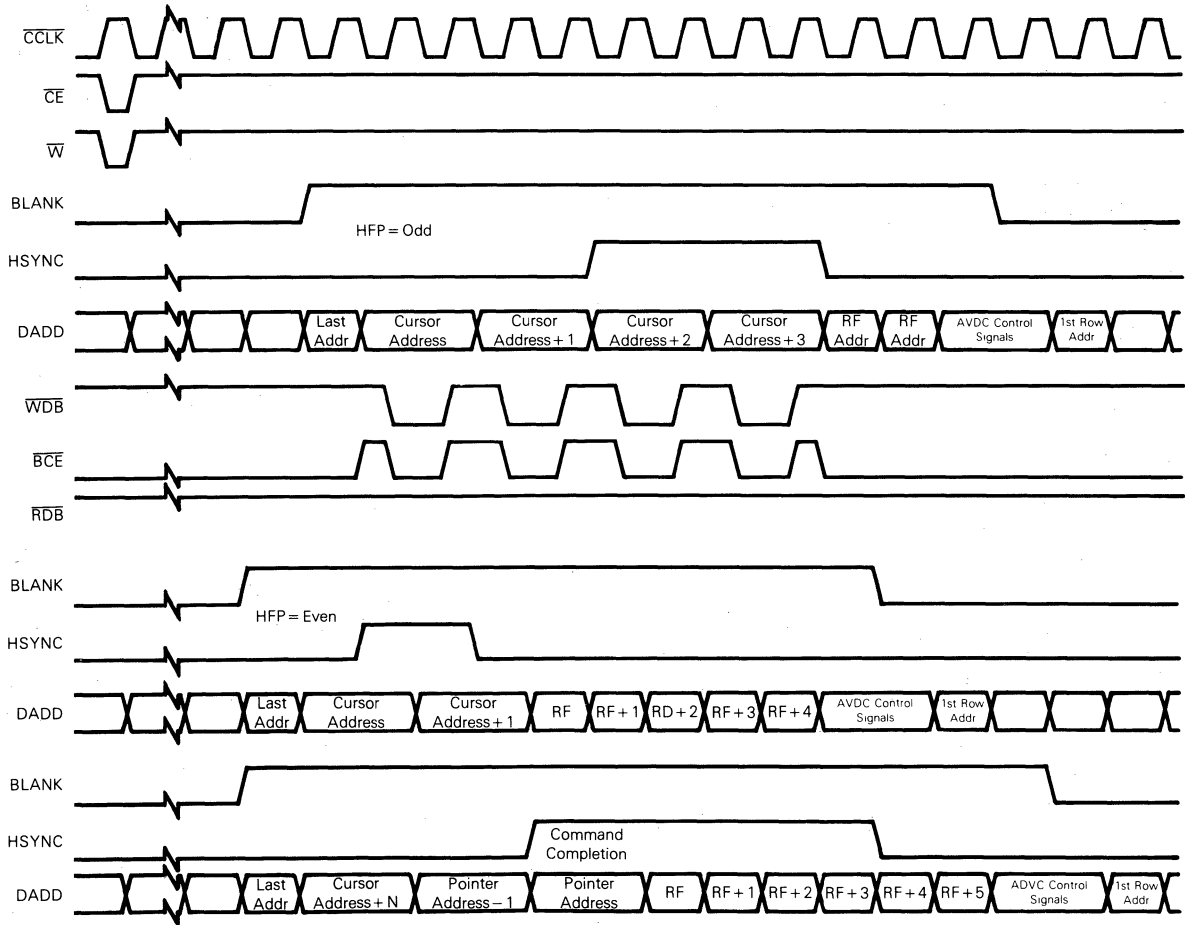 CCLK
CE
W
BLANK
HFP = Odd
HSYNC
DADD
Last Addr
Cursor Address
Cursor Address + 1
Cursor Address + 2
Cursor Address + 3
RF Addr
RF Addr
AVDC Control Signals
1st Row Addr
WDB
BCE
RDB
BLANK
HFP = Even
HSYNC
DADD
Last Addr
Cursor Address
Cursor Address + 1
RF
RF + 1
RD + 2
RF + 3
RF + 4
AVDC Control Signals
1st Row Addr
BLANK
HSYNC
Command Completion
DADD
Last Addr
Cursor Address + N
Pointer Address – 1
Pointer Address
RF
RF + 1
RF + 2
RF + 3
RF + 4
RF + 5
ADVC Control Signals
1st Row Addr